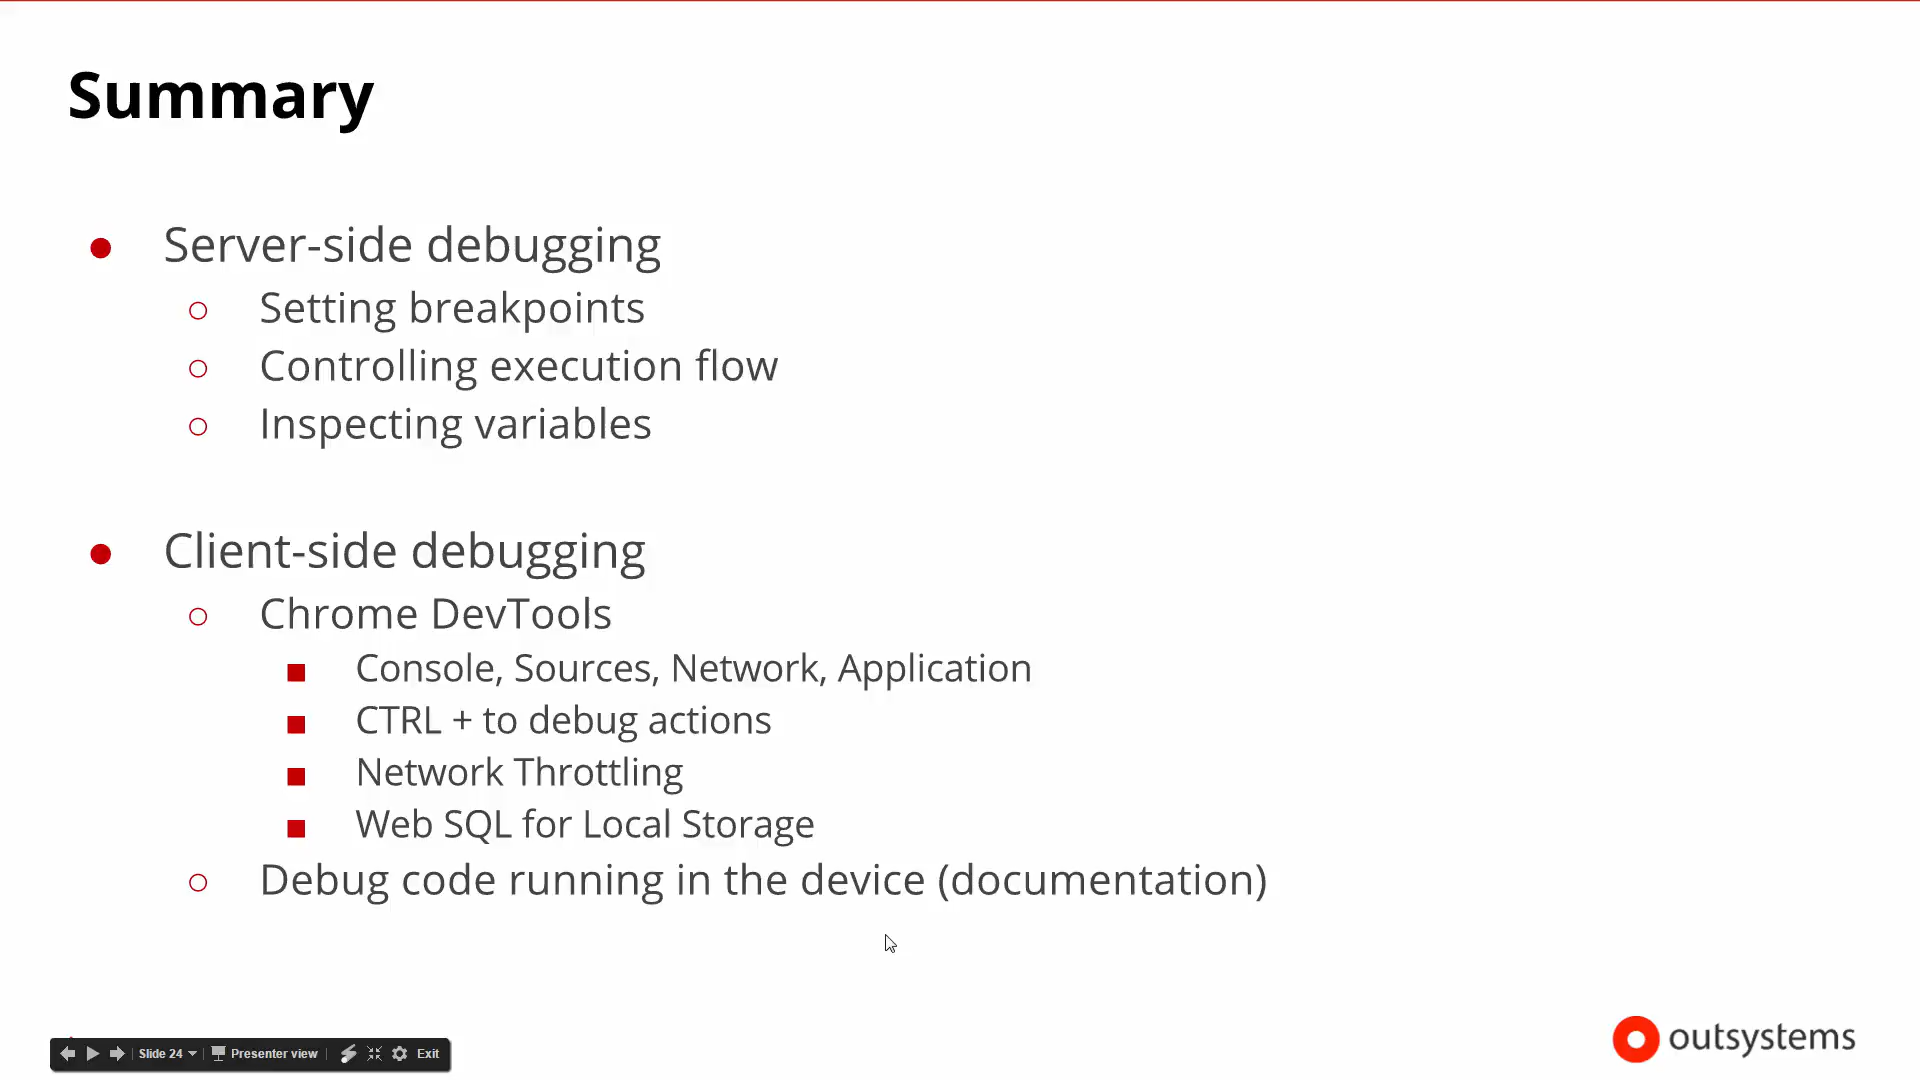 Summary
Server-side debugging
Setting breakpoints
Controlling execution flow
Inspecting variables
Client-side debugging
Chrome DevTools
Console, Sources, Network, Application
CTRL + to debug actions
Network Throttling
Web SQL for Local Storage
Debug code running in the device (documentation)
Slide 24 Presenter view Exit
outsystems